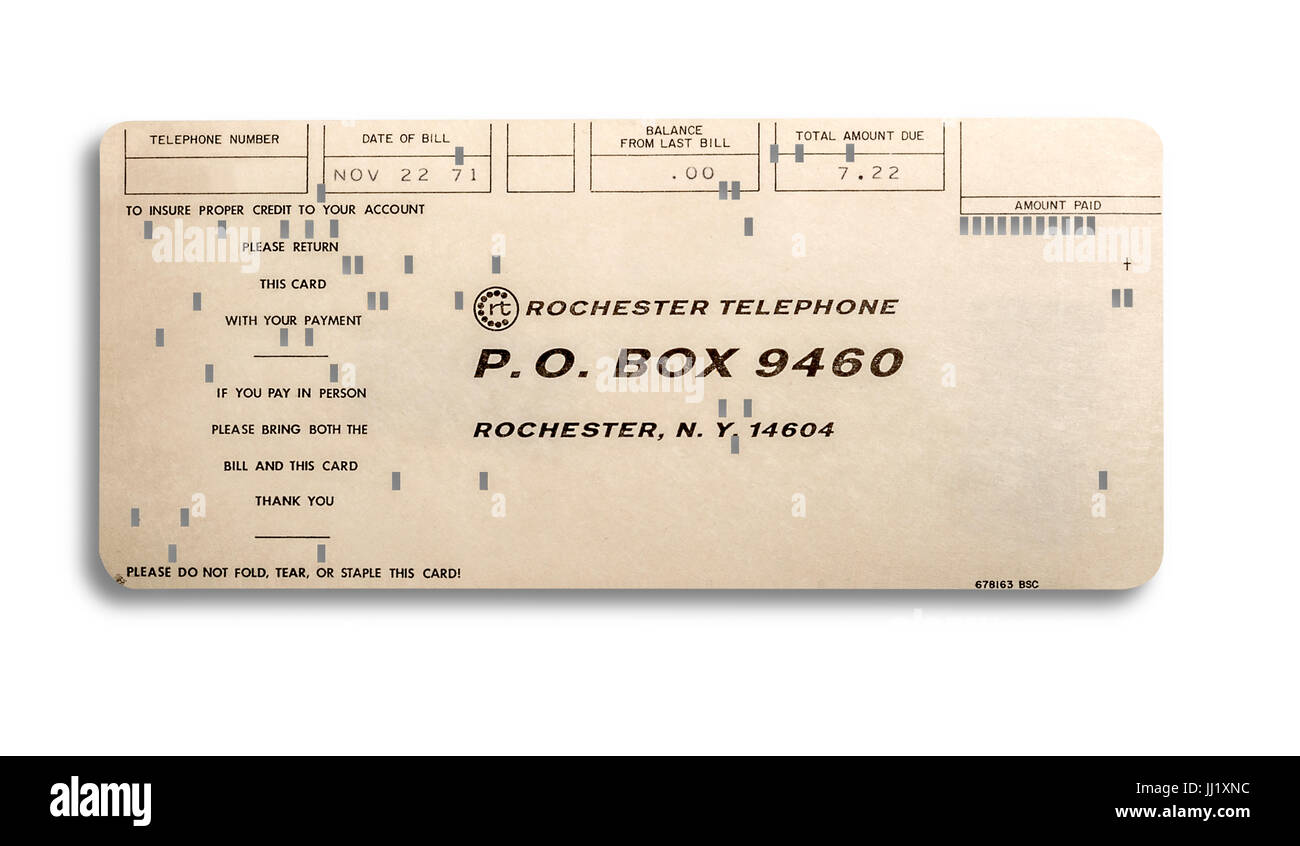 TELEPHONE NUMBER
DATE OF BILL
BALANCE
FROM LAST BILL
TOTAL AMOUNT DUE
NOV 22 71
.00
7.22
AMOUNT PAID
TO INSURE PROPER CREDIT TO YOUR ACCOUNT
PLEASE RETURN
THIS CARD
WITH YOUR PAYMENT
IF YOU PAY IN PERSON
PLEASE BRING BOTH THE
BILL AND THIS CARD
THANK YOU
†
rt ROCHESTER TELEPHONE
P.O. BOX 9460
ROCHESTER, N.Y. 14604
PLEASE DO NOT FOLD, TEAR, OR STAPLE THIS CARD!
678163 BSC
alamy
a alamy stock photo
JJ1XNC
www.alamy.com